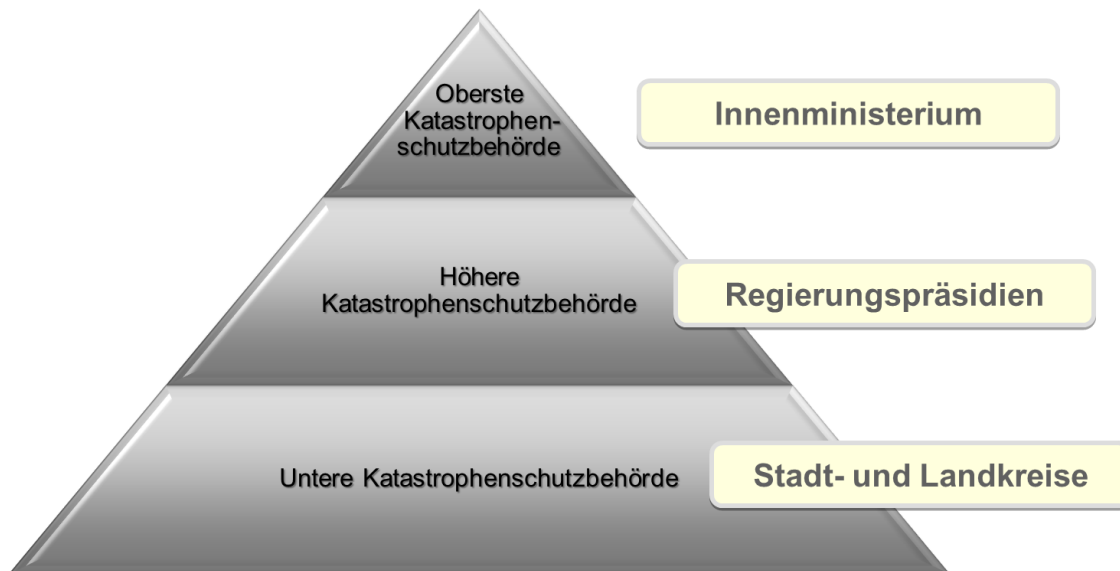 Oberste
Katastrophen-
schutzbehörde
Innenministerium
Höhere
Katastrophenschutzbehörde
Regierungspräsidien
Untere Katastrophenschutzbehörde
Stadt- und Landkreise